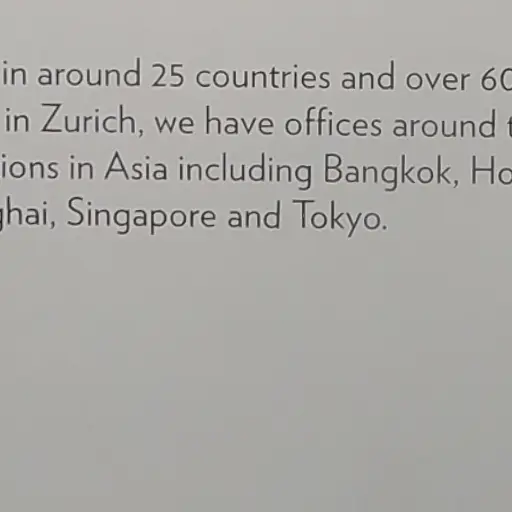 in around 25 countries and over 60
in Zurich, we have offices around
ions in Asia including Bangkok, Ho
ghai, Singapore and Tokyo.